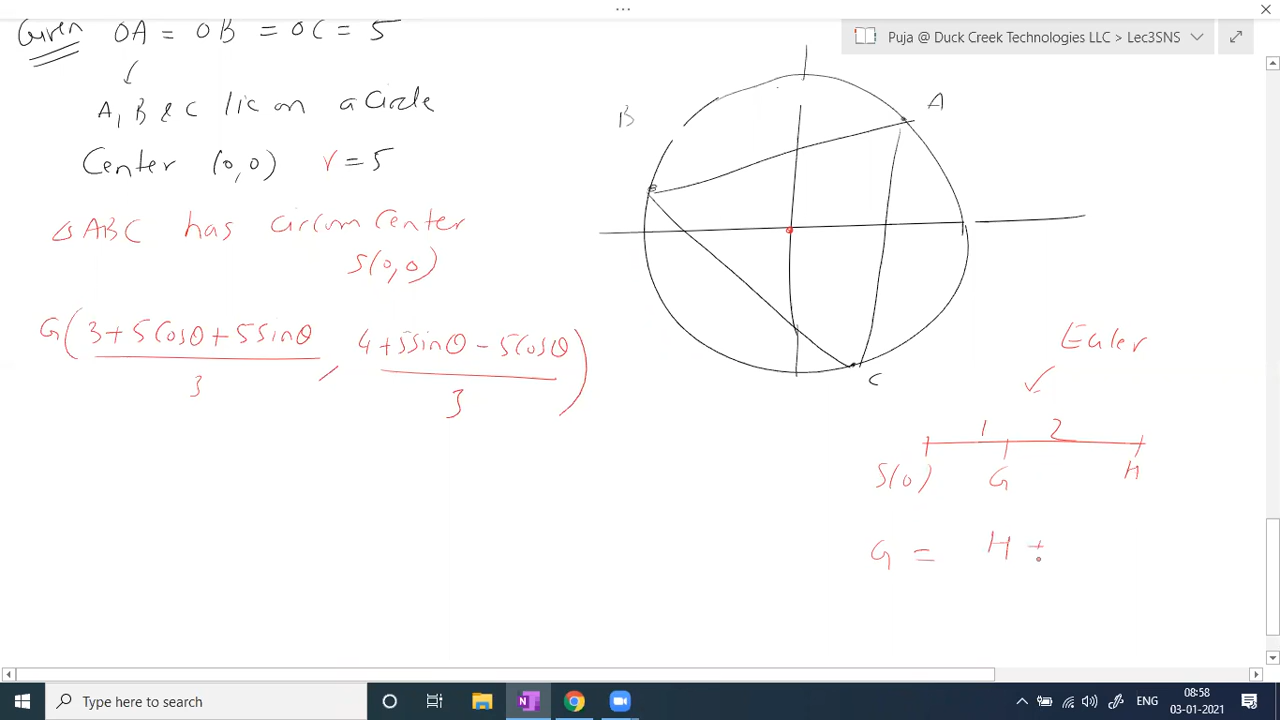 Given OA = OB = OC = 5
A, B & C lie on a Circle
Center (0,0) r = 5
△ABC has circum center
S(0,0)
G( 3+5Cosθ+5sinθ / 3 , 4+5sinθ-5Cosθ / 3 )
Puja @ Duck Creek Technologies LLC > Lec3SNS
A
B
B
C
Euler
1 2
S(0) G H
G = H +
Type here to search
ENG
08:58
03-01-2021